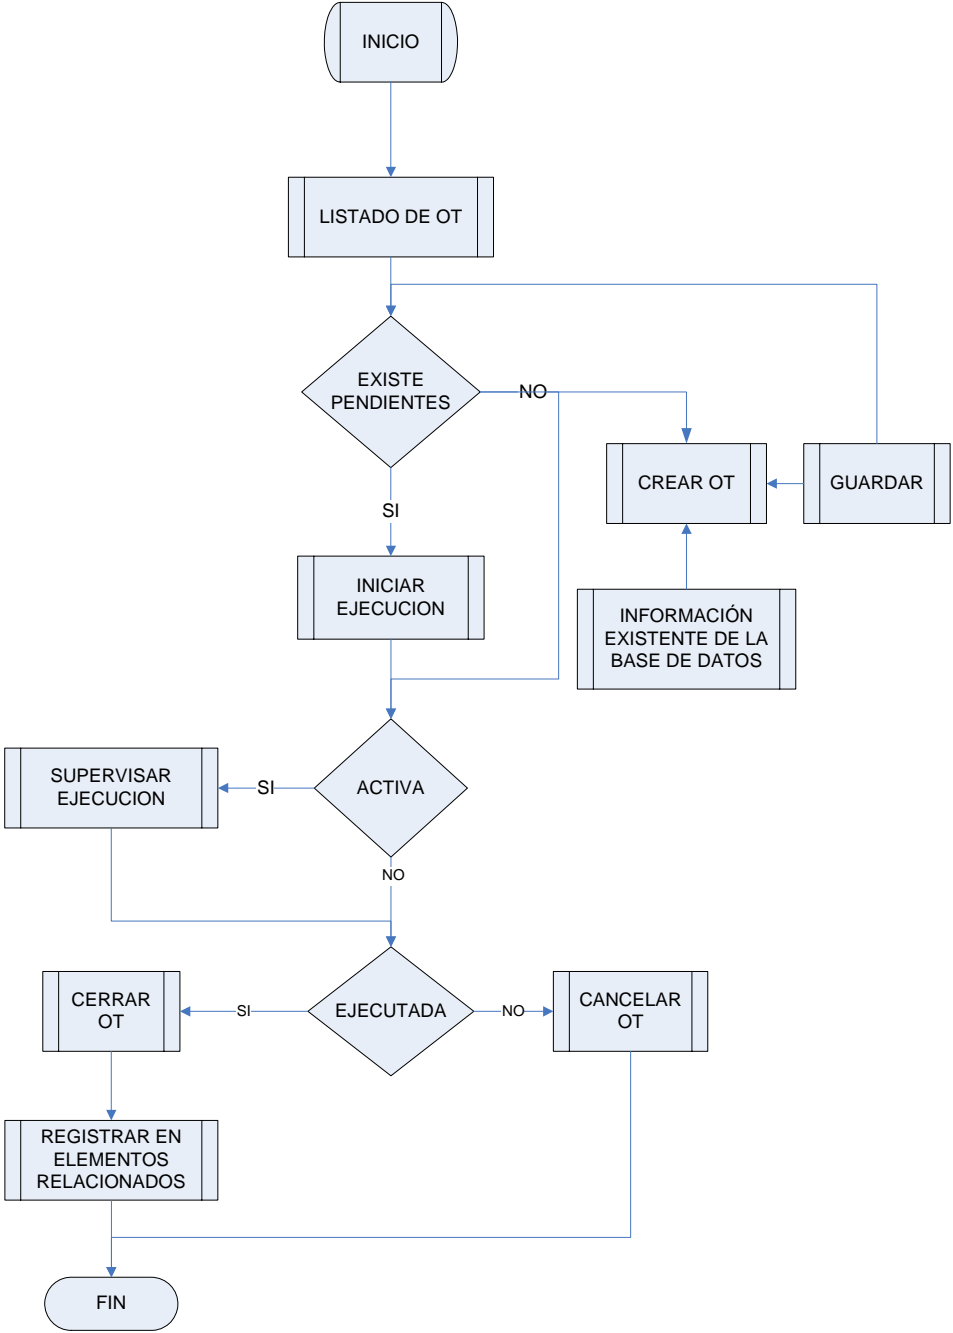 INICIO
LISTADO DE OT
EXISTE
PENDIENTES
NO
CREAR OT
GUARDAR
SI
INICIAR
EJECUCION
INFORMACIÓN
EXISTENTE DE LA
BASE DE DATOS
SUPERVISAR
EJECUCION
SI
ACTIVA
NO
CERRAR
OT
SI
EJECUTADA
NO
CANCELAR
OT
REGISTRAR EN
ELEMENTOS
RELACIONADOS
FIN